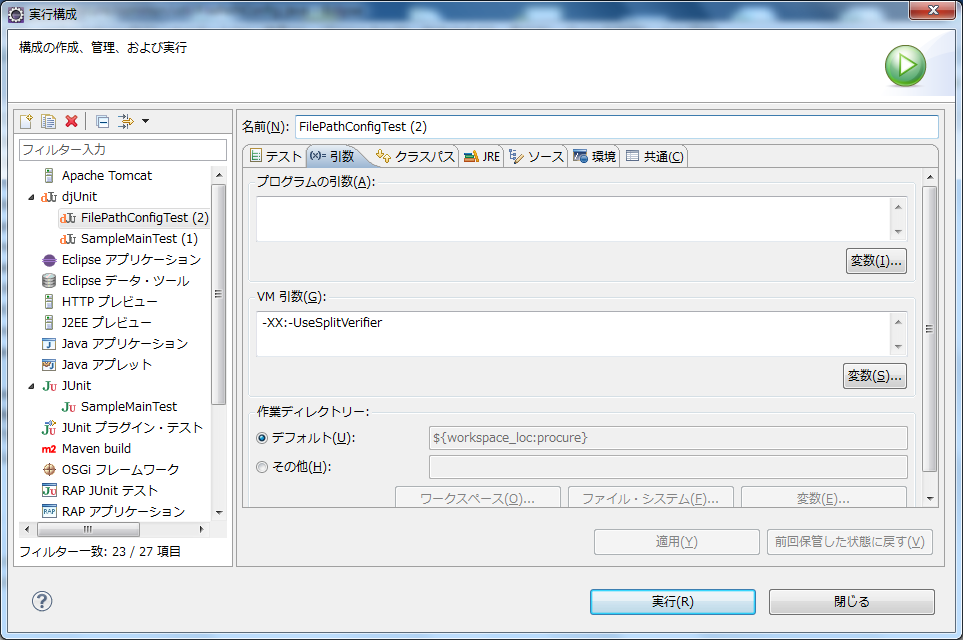 実行構成
構成の作成、管理、および実行
フィルター入力
Apache Tomcat
djUnit
FilePathConfigTest (2)
SampleMainTest (1)
Eclipse アプリケーション
Eclipse データ・ツール
HTTP プレビュー
J2EE プレビュー
Java アプリケーション
Java アプレット
JUnit
SampleMainTest
JUnit プラグイン・テスト
Maven build
OSGi フレームワーク
RAP JUnit テスト
RAP アプリケーション
フィルター一致: 23 / 27 項目
名前(N): FilePathConfigTest (2)
テスト (x)= 引数 クラスパス JRE ソース 環境 共通(C)
プログラムの引数(A):
変数(I)...
VM 引数(G):
-XX:-UseSplitVerifier
変数(S)...
作業ディレクトリー:
デフォルト(U): ${workspace_loc:procure}
その他(H):
ワークスペース(O)... ファイル・システム(F)... 変数(E)...
適用(Y) 前回保管した状態に戻す(V)
実行(R) 閉じる